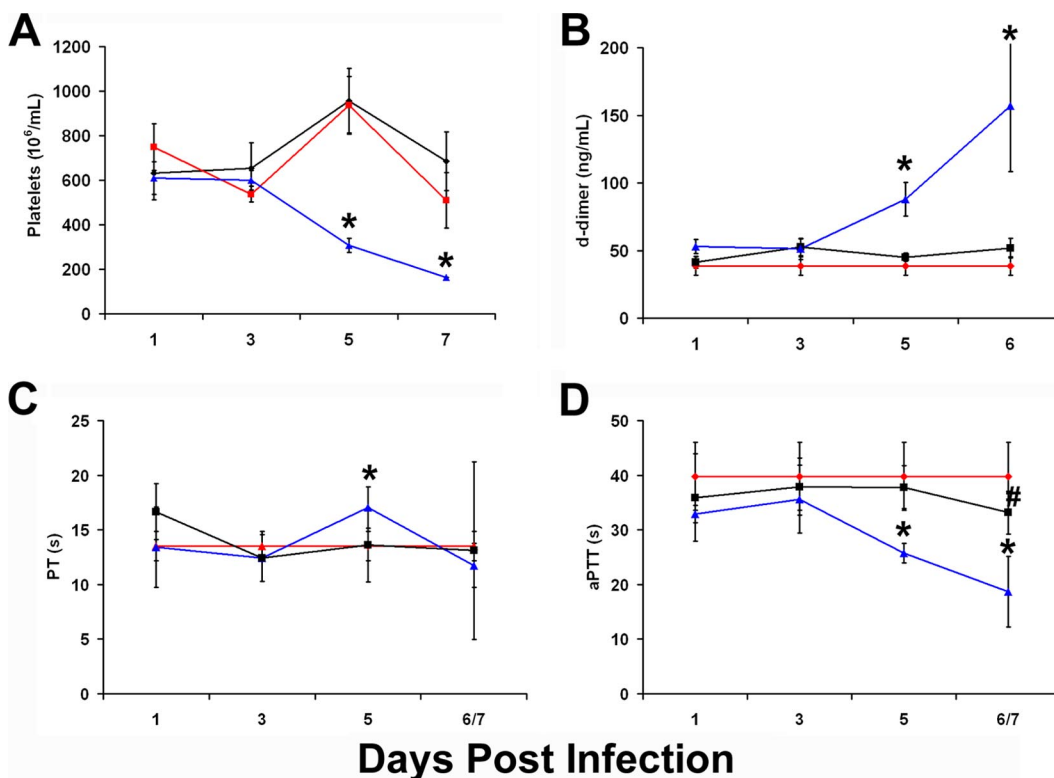 A
Platelets (10⁶/mL)
1200
1000
800
600
400
200
0
*
*
1 3 5 7
B
d-dimer (ng/mL)
200
150
100
50
0
*
*
1 3 5 6
C
PT (s)
25
20
15
10
5
0
*
1 3 5 6/7
D
aPTT (s)
50
40
30
20
10
0
#
*
*
1 3 5 6/7
Days Post Infection